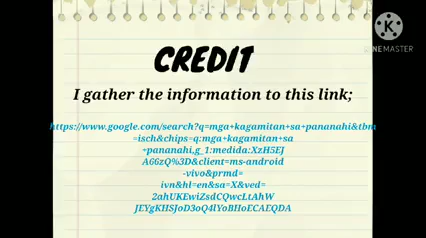 KINEMASTER
CREDIT
I gather the information to this link;
https://www.google.com/search?q=mga+kagamitan+sa+pananahi&tbm
=isch&chips=q:mga+kagamitan+sa
+pananahi,g_1:medida:XzH5EJ
A66zQ%3D&client=ms-android
-vivo&prmd=
ivn&hl=en&sa=X&ved=
2ahUKEwiZsdCQwcLtAhW
JEYgKHSJoD3oQ4lYoBHoECAEQDA